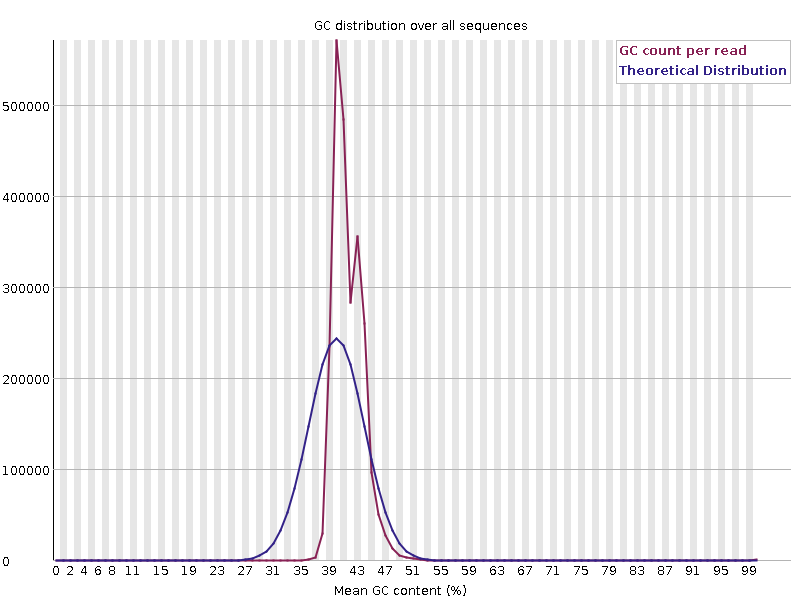 GC distribution over all sequences
GC count per read
Theoretical Distribution
500000
400000
300000
200000
100000
0
0 2 4 6 8 11 15 19 23 27 31 35 39 43 47 51 55 59 63 67 71 75 79 83 87 91 95 99
Mean GC content (%)